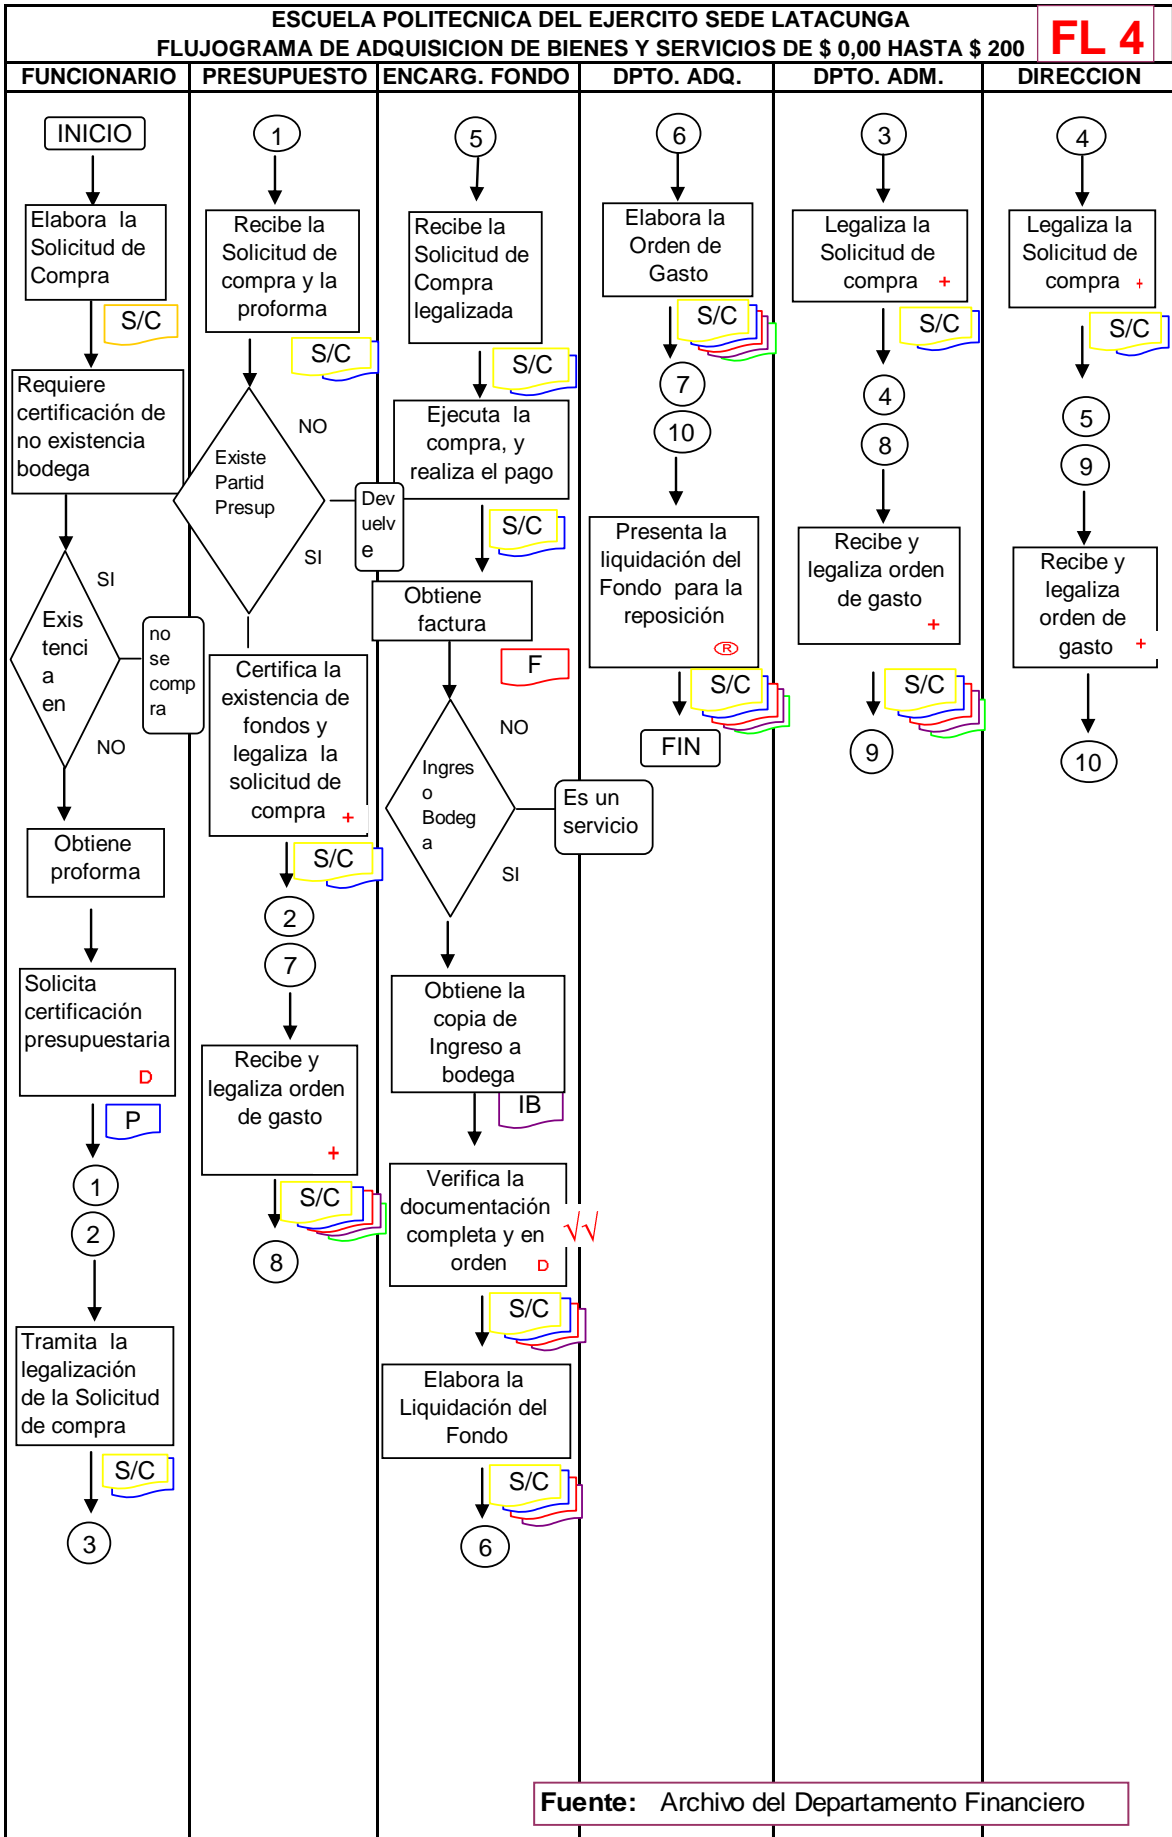 ESCUELA POLITECNICA DEL EJERCITO SEDE LATACUNGA
FLUJOGRAMA DE ADQUISICION DE BIENES Y SERVICIOS DE $ 0,00 HASTA $ 200
FL 4
FUNCIONARIO
INICIO
Elabora la
Solicitud de
Compra
S/C
Requiere
certificación de
no existencia
bodega
SI
Exis
tenci
a
en
no
se
comp
ra
NO
Obtiene
proforma
Solicita
certificación
presupuestaria
D
P
1
2
Tramita la
legalización
de la Solicitud
de compra
S/C
3
PRESUPUESTO
1
Recibe la
Solicitud de
compra y la
proforma
S/C
NO
Existe
Partid
Presup
Dev
uelv
e
SI
Certifica la
existencia de
fondos y
legaliza la
solicitud de
compra +
S/C
2
7
Recibe y
legaliza orden
de gasto
+
S/C
8
ENCARG. FONDO
5
Recibe la
Solicitud de
Compra
legalizada
S/C
Ejecuta la
compra, y
realiza el pago
S/C
Obtiene
factura
F
NO
Ingres
o
Bodeg
a
Es un
servicio
SI
Obtiene la
copia de
Ingreso a
bodega
IB
Verifica la
documentación
completa y en
orden D
√√
S/C
Elabora la
Liquidación del
Fondo
S/C
6
DPTO. ADQ.
6
Elabora la
Orden de
Gasto
S/C
7
10
Presenta la
liquidación del
Fondo para la
reposición
®
S/C
FIN
DPTO. ADM.
3
Legaliza la
Solicitud de
compra +
S/C
4
8
Recibe y
legaliza orden
de gasto
+
S/C
9
DIRECCION
4
Legaliza la
Solicitud de
compra +
S/C
5
9
Recibe y
legaliza
orden de
gasto +
10
Fuente: Archivo del Departamento Financiero